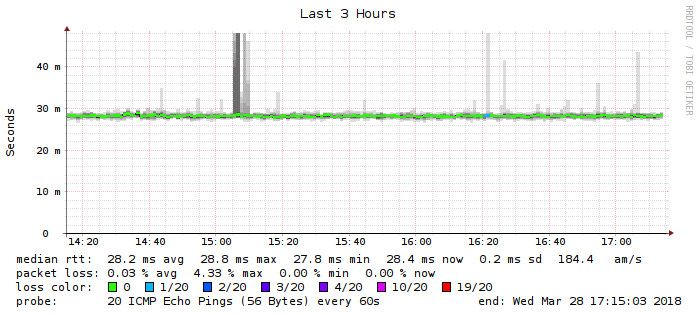 Last 3 Hours
RRDTOOL / TOBI OETIKER
Seconds
40 m
30 m
20 m
10 m
0
14:20 14:40 15:00 15:20 15:40 16:00 16:20 16:40 17:00
median rtt: 28.2 ms avg 28.8 ms max 27.8 ms min 28.4 ms now 0.2 ms sd 184.4 am/s
packet loss: 0.03 % avg 4.33 % max 0.00 % min 0.00 % now
loss color: 0 1/20 2/20 3/20 4/20 10/20 19/20
probe: 20 ICMP Echo Pings (56 Bytes) every 60s end: Wed Mar 28 17:15:03 2018